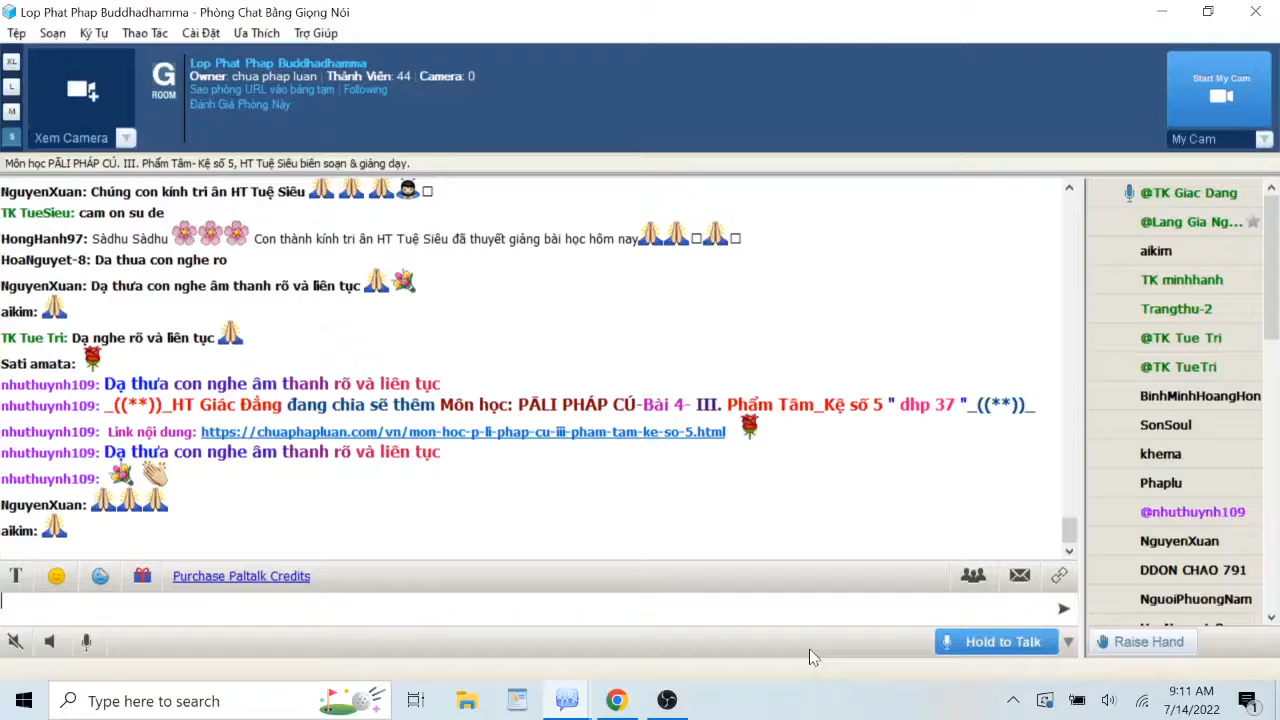 Lop Phat Phap Buddhadhamma - Phòng Chat Bằng Giọng Nói
Tệp Soạn Ký Tự Thao Tác Cài Đặt Ưa Thích Trợ Giúp
XL
L
M
S
Xem Camera
G
ROOM
Lop Phat Phap Buddhadhamma
Owner: chua phap luan | Thành Viên: 44 | Camera: 0
Sao phòng URL vào bảng tạm | Following
Đánh Giá Phòng Này
Start My Cam
My Cam
Môn học PÃLI PHÁP CÚ. III. Phẩm Tâm- Kệ số 5, HT Tuệ Siêu biên soạn & giảng dạy.
NguyenXuan: Chúng con kính tri ân HT Tuệ Siêu
TK TueSieu: cam on su de
HongHanh97: Sàdhu Sàdhu Con thành kính tri ân HT Tuệ Siêu đã thuyết giảng bài học hôm nay
HoaNguyet-8: Da thua con nghe ro
NguyenXuan: Dạ thưa con nghe âm thanh rõ và liên tục
aikim:
TK Tue Tri: Dạ nghe rõ và liên tục
Sati amata:
nhuthuynh109: Dạ thưa con nghe âm thanh rõ và liên tục
nhuthuynh109: _((**))_HT Giác Đẳng đang chia sẽ thêm Môn học: PÃLI PHÁP CÚ-Bài 4- III. Phẩm Tâm_Kệ số 5 " dhp 37 "_((**))_
nhuthuynh109: Link nội dung: https://chuaphapluan.com/vn/mon-hoc-p-li-phap-cu-iii-pham-tam-ke-so-5.html
nhuthuynh109: Dạ thưa con nghe âm thanh rõ và liên tục
nhuthuynh109:
NguyenXuan:
aikim:
@TK Giac Dang
@Lang Gia Ng...
aikim
TK minhhanh
Trangthu-2
@TK Tue Tri
@TK TueTri
BinhMinhHoangHon
SonSoul
khema
Phaplu
@nhuthuynh109
NguyenXuan
DDON CHAO 791
NguoiPhuongNam
T
Purchase Paltalk Credits
Hold to Talk
Raise Hand
Type here to search
9:11 AM
7/14/2022
1